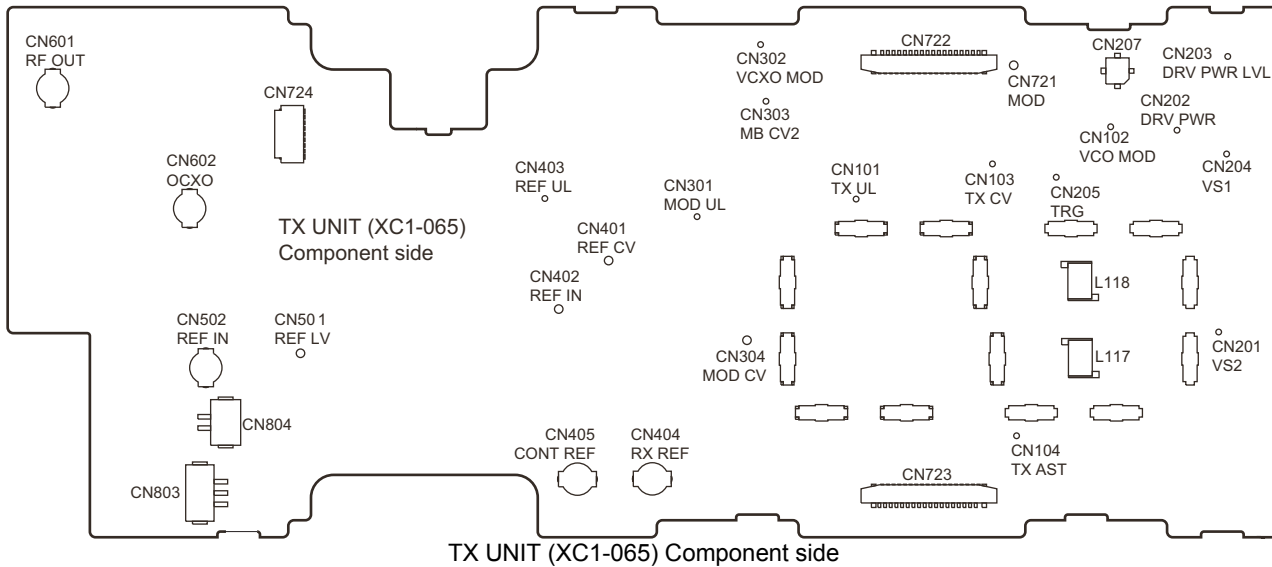 CN601
RF OUT
CN724
CN602
OCXO
TX UNIT (XC1-065)
Component side
CN502
REF IN
CN501
REF LV
CN804
CN803
CN403
REF UL
CN401
REF CV
CN402
REF IN
CN405
CONT REF
CN404
RX REF
CN302
VCXO MOD
CN303
MB CV2
CN301
MOD UL
CN304
MOD CV
CN722
CN721
MOD
CN207
CN203
DRV PWR LVL
CN202
DRV PWR
CN102
VCO MOD
CN204
VS1
CN101
TX UL
CN103
TX CV
CN205
TRG
L118
L117
CN201
VS2
CN104
TX AST
CN723
TX UNIT (XC1-065) Component side